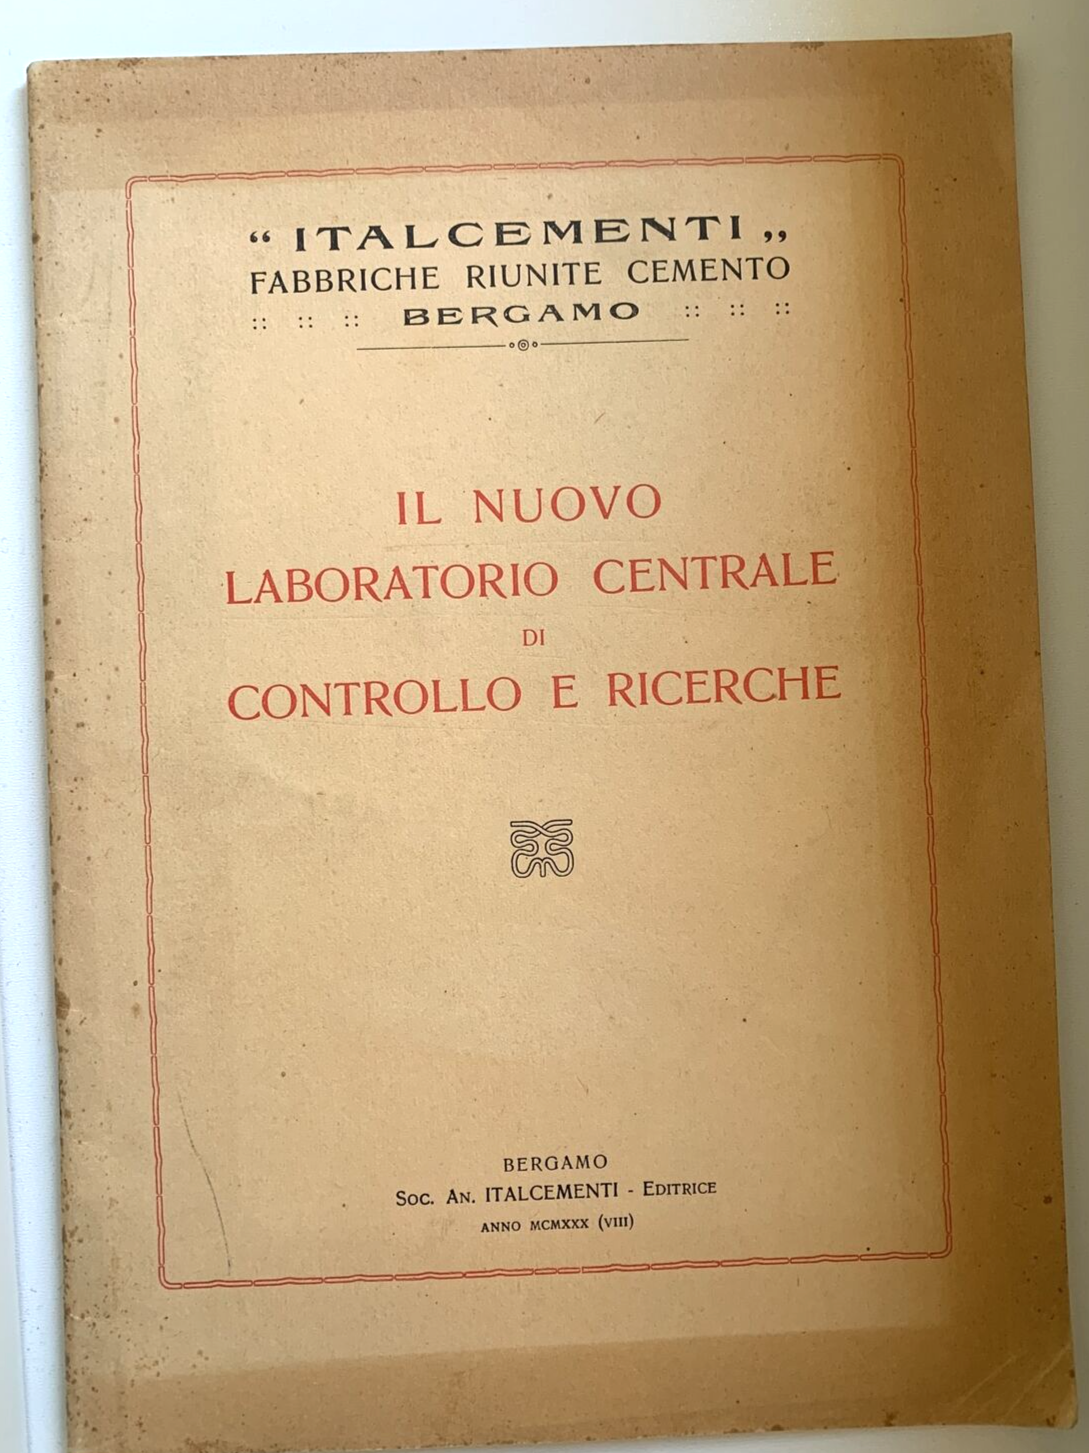 “ ITALCEMENTI „
FABBRICHE RIUNITE CEMENTO
:: :: :: BERGAMO :: :: ::
IL NUOVO
LABORATORIO CENTRALE
DI
CONTROLLO E RICERCHE
BERGAMO
Soc. An. ITALCEMENTI - Editrice
ANNO MCMXXX (VIII)